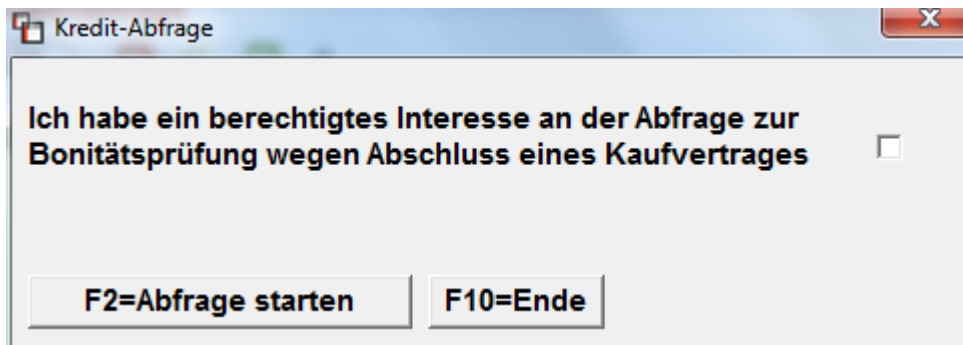 Kredit-Abfrage
Ich habe ein berechtigtes Interesse an der Abfrage zur
Bonitätsprüfung wegen Abschluss eines Kaufvertrages
F2=Abfrage starten
F10=Ende